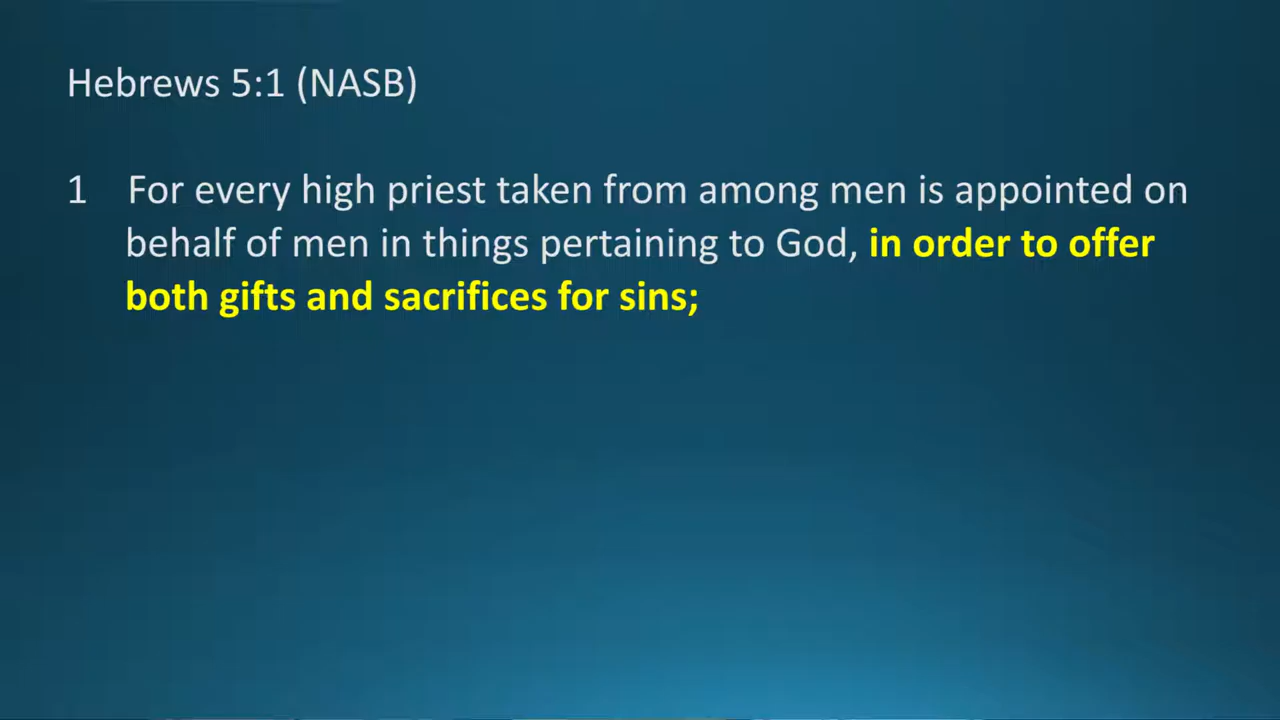 Hebrews 5:1 (NASB)
1 For every high priest taken from among men is appointed on
behalf of men in things pertaining to God, in order to offer
both gifts and sacrifices for sins;